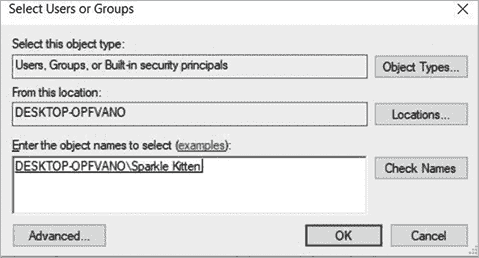 Select Users or Groups
Select this object type:
Users, Groups, or Built-in security principals
Object Types...
From this location:
DESKTOP-OPFVANO
Locations...
Enter the object names to select (examples):
DESKTOP-OPFVANO\Sparkle Kitten
Check Names
Advanced...
OK
Cancel